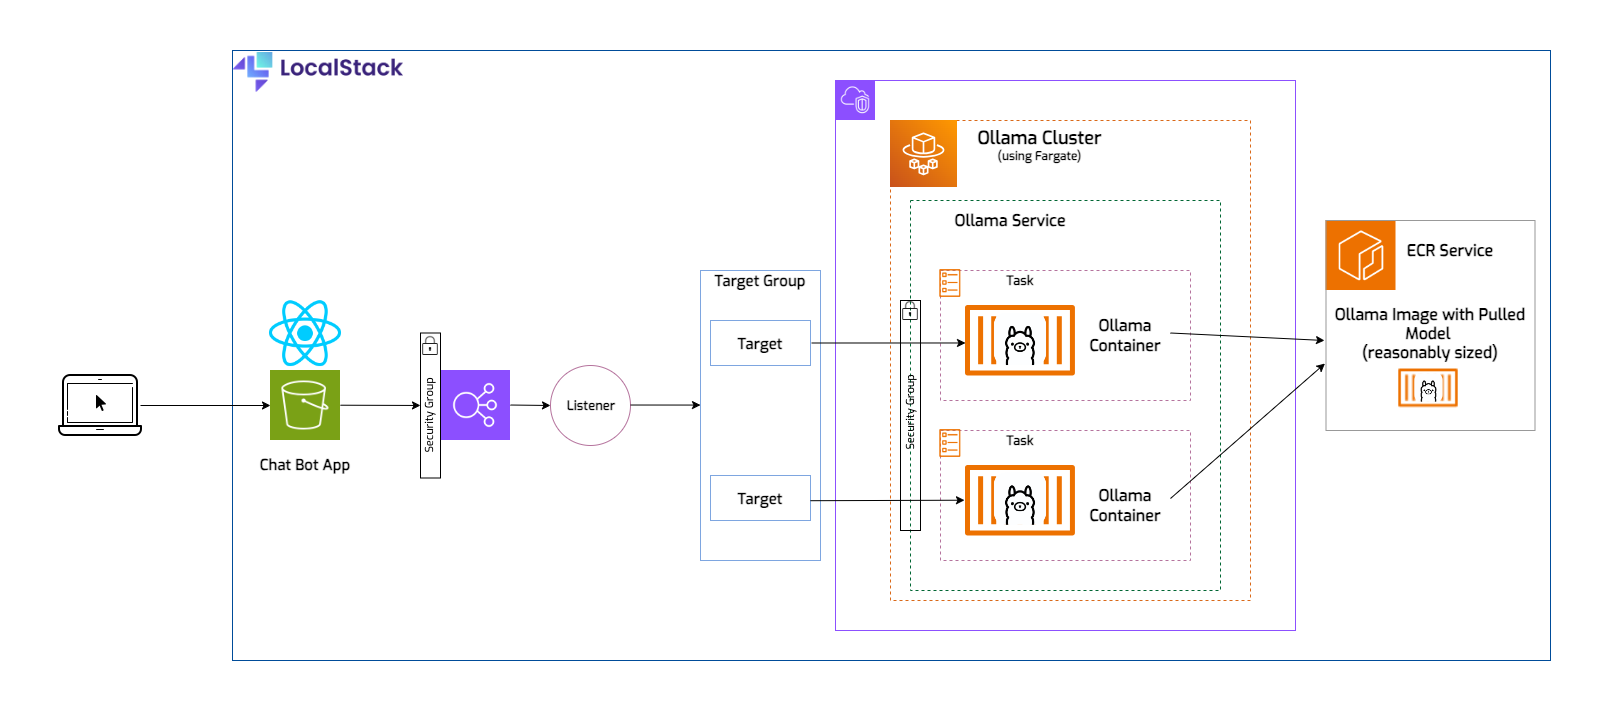 LocalStack
Chat Bot App
Security Group
Listener
Target Group
Target
Target
Ollama Cluster
(using Fargate)
Ollama Service
Security Group
Task
Ollama
Container
Task
Ollama
Container
ECR Service
Ollama Image with Pulled
Model
(reasonably sized)